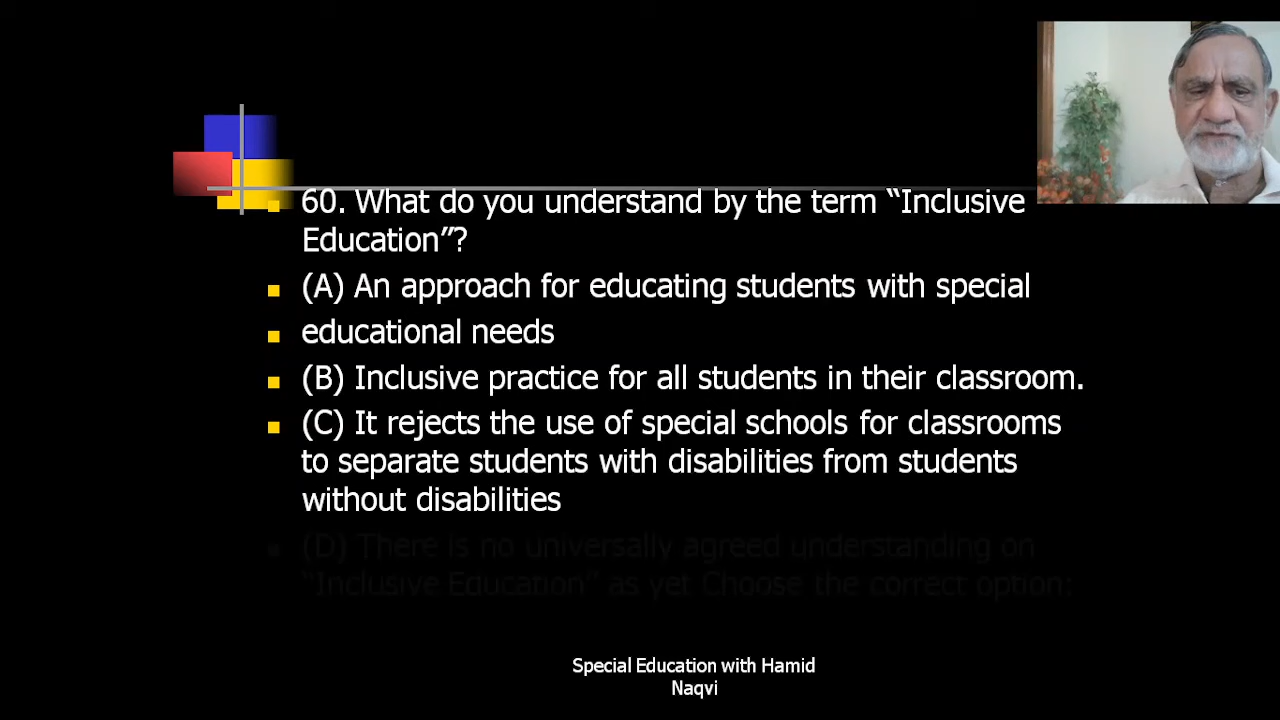 60. What do you understand by the term “Inclusive
Education”?
(A) An approach for educating students with special
educational needs
(B) Inclusive practice for all students in their classroom.
(C) It rejects the use of special schools for classrooms
to separate students with disabilities from students
without disabilities
(D) There is no universally agreed understanding on
“Inclusive Education” as yet Choose the correct option:
Special Education with Hamid
Naqvi